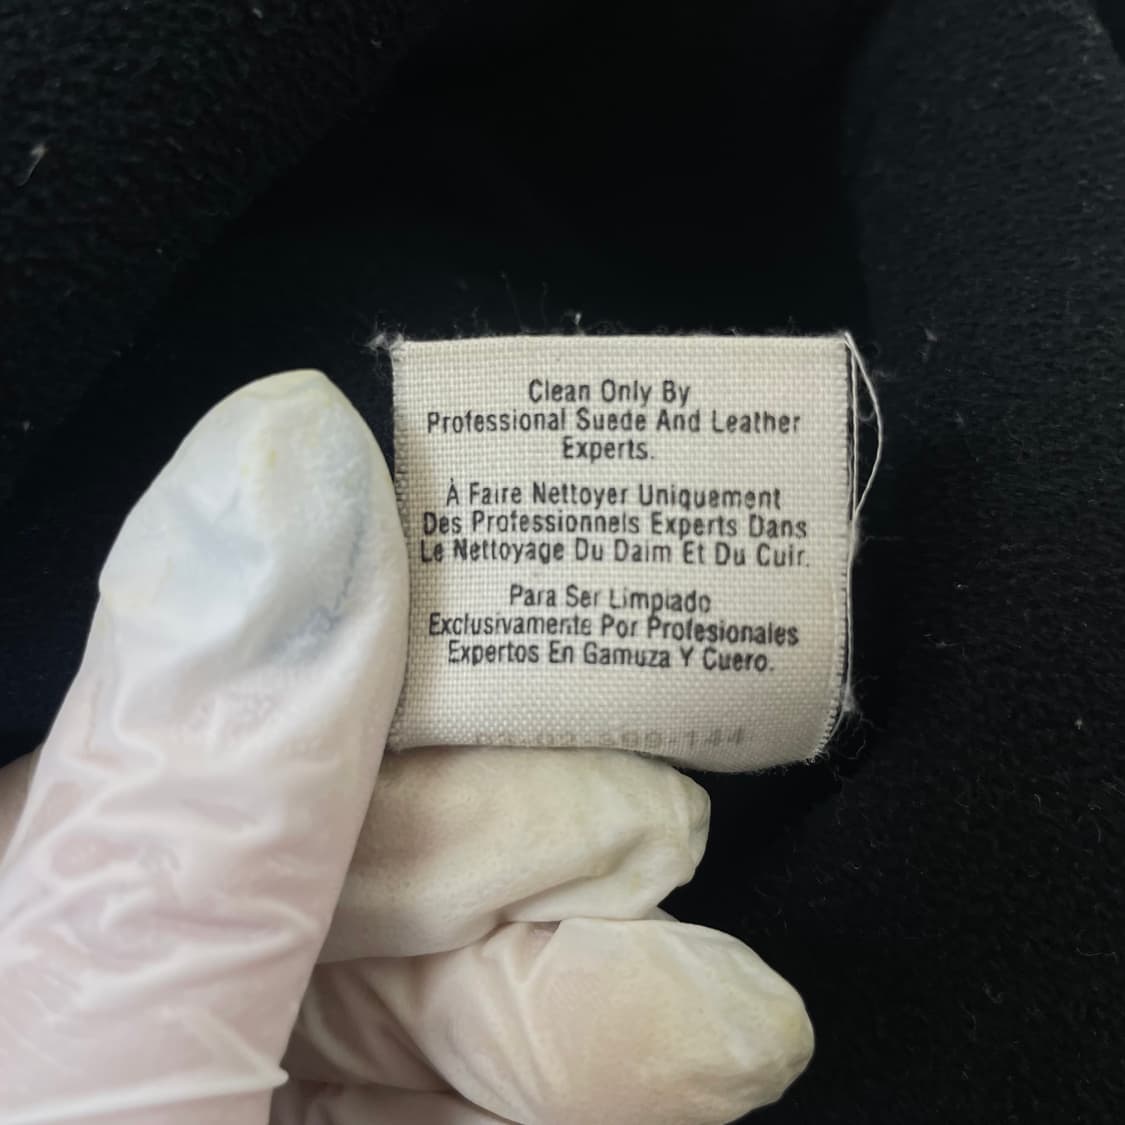 Clean Only By
Professional Suede And Leather
Experts.
À Faire Nettoyer Uniquement
Des Professionnels Experts Dans
Le Nettoyage Du Daim Et Du Cuir.
Para Ser Limpiado
Exclusivamente Por Profesionales
Expertos En Gamuza Y Cuero.